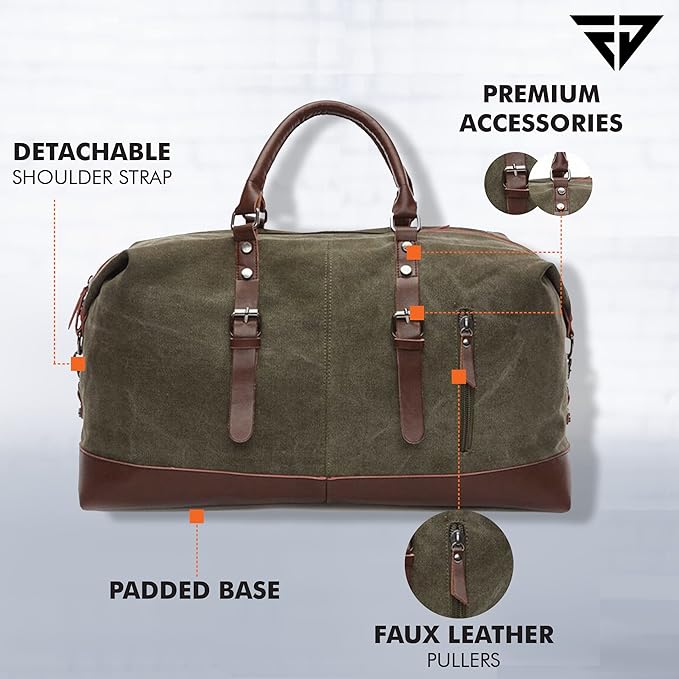 PREMIUM
ACCESSORIES
DETACHABLE
SHOULDER STRAP
PADDED BASE
FAUX LEATHER
PULLERS